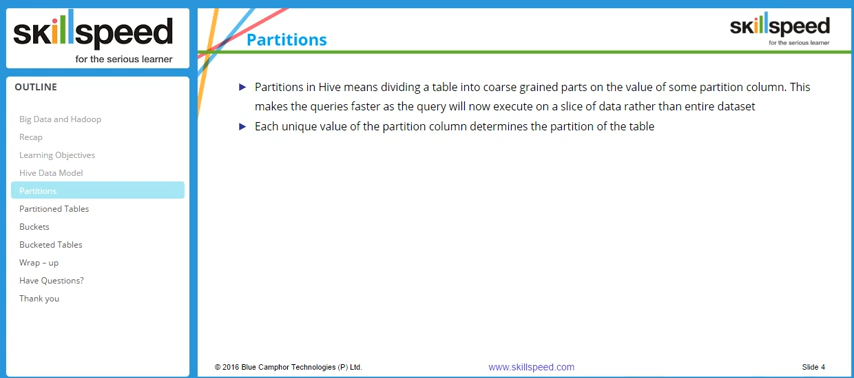 skillspeed
for the serious learner
OUTLINE
Big Data and Hadoop
Recap
Learning Objectives
Hive Data Model
Partitions
Partitioned Tables
Buckets
Bucketed Tables
Wrap – up
Have Questions?
Thank you
Partitions
skillspeed
for the serious learner
Partitions in Hive means dividing a table into coarse grained parts on the value of some partition column. This
makes the queries faster as the query will now execute on a slice of data rather than entire dataset
Each unique value of the partition column determines the partition of the table
© 2016 Blue Camphor Technologies (P) Ltd.
www.skillspeed.com
Slide 4